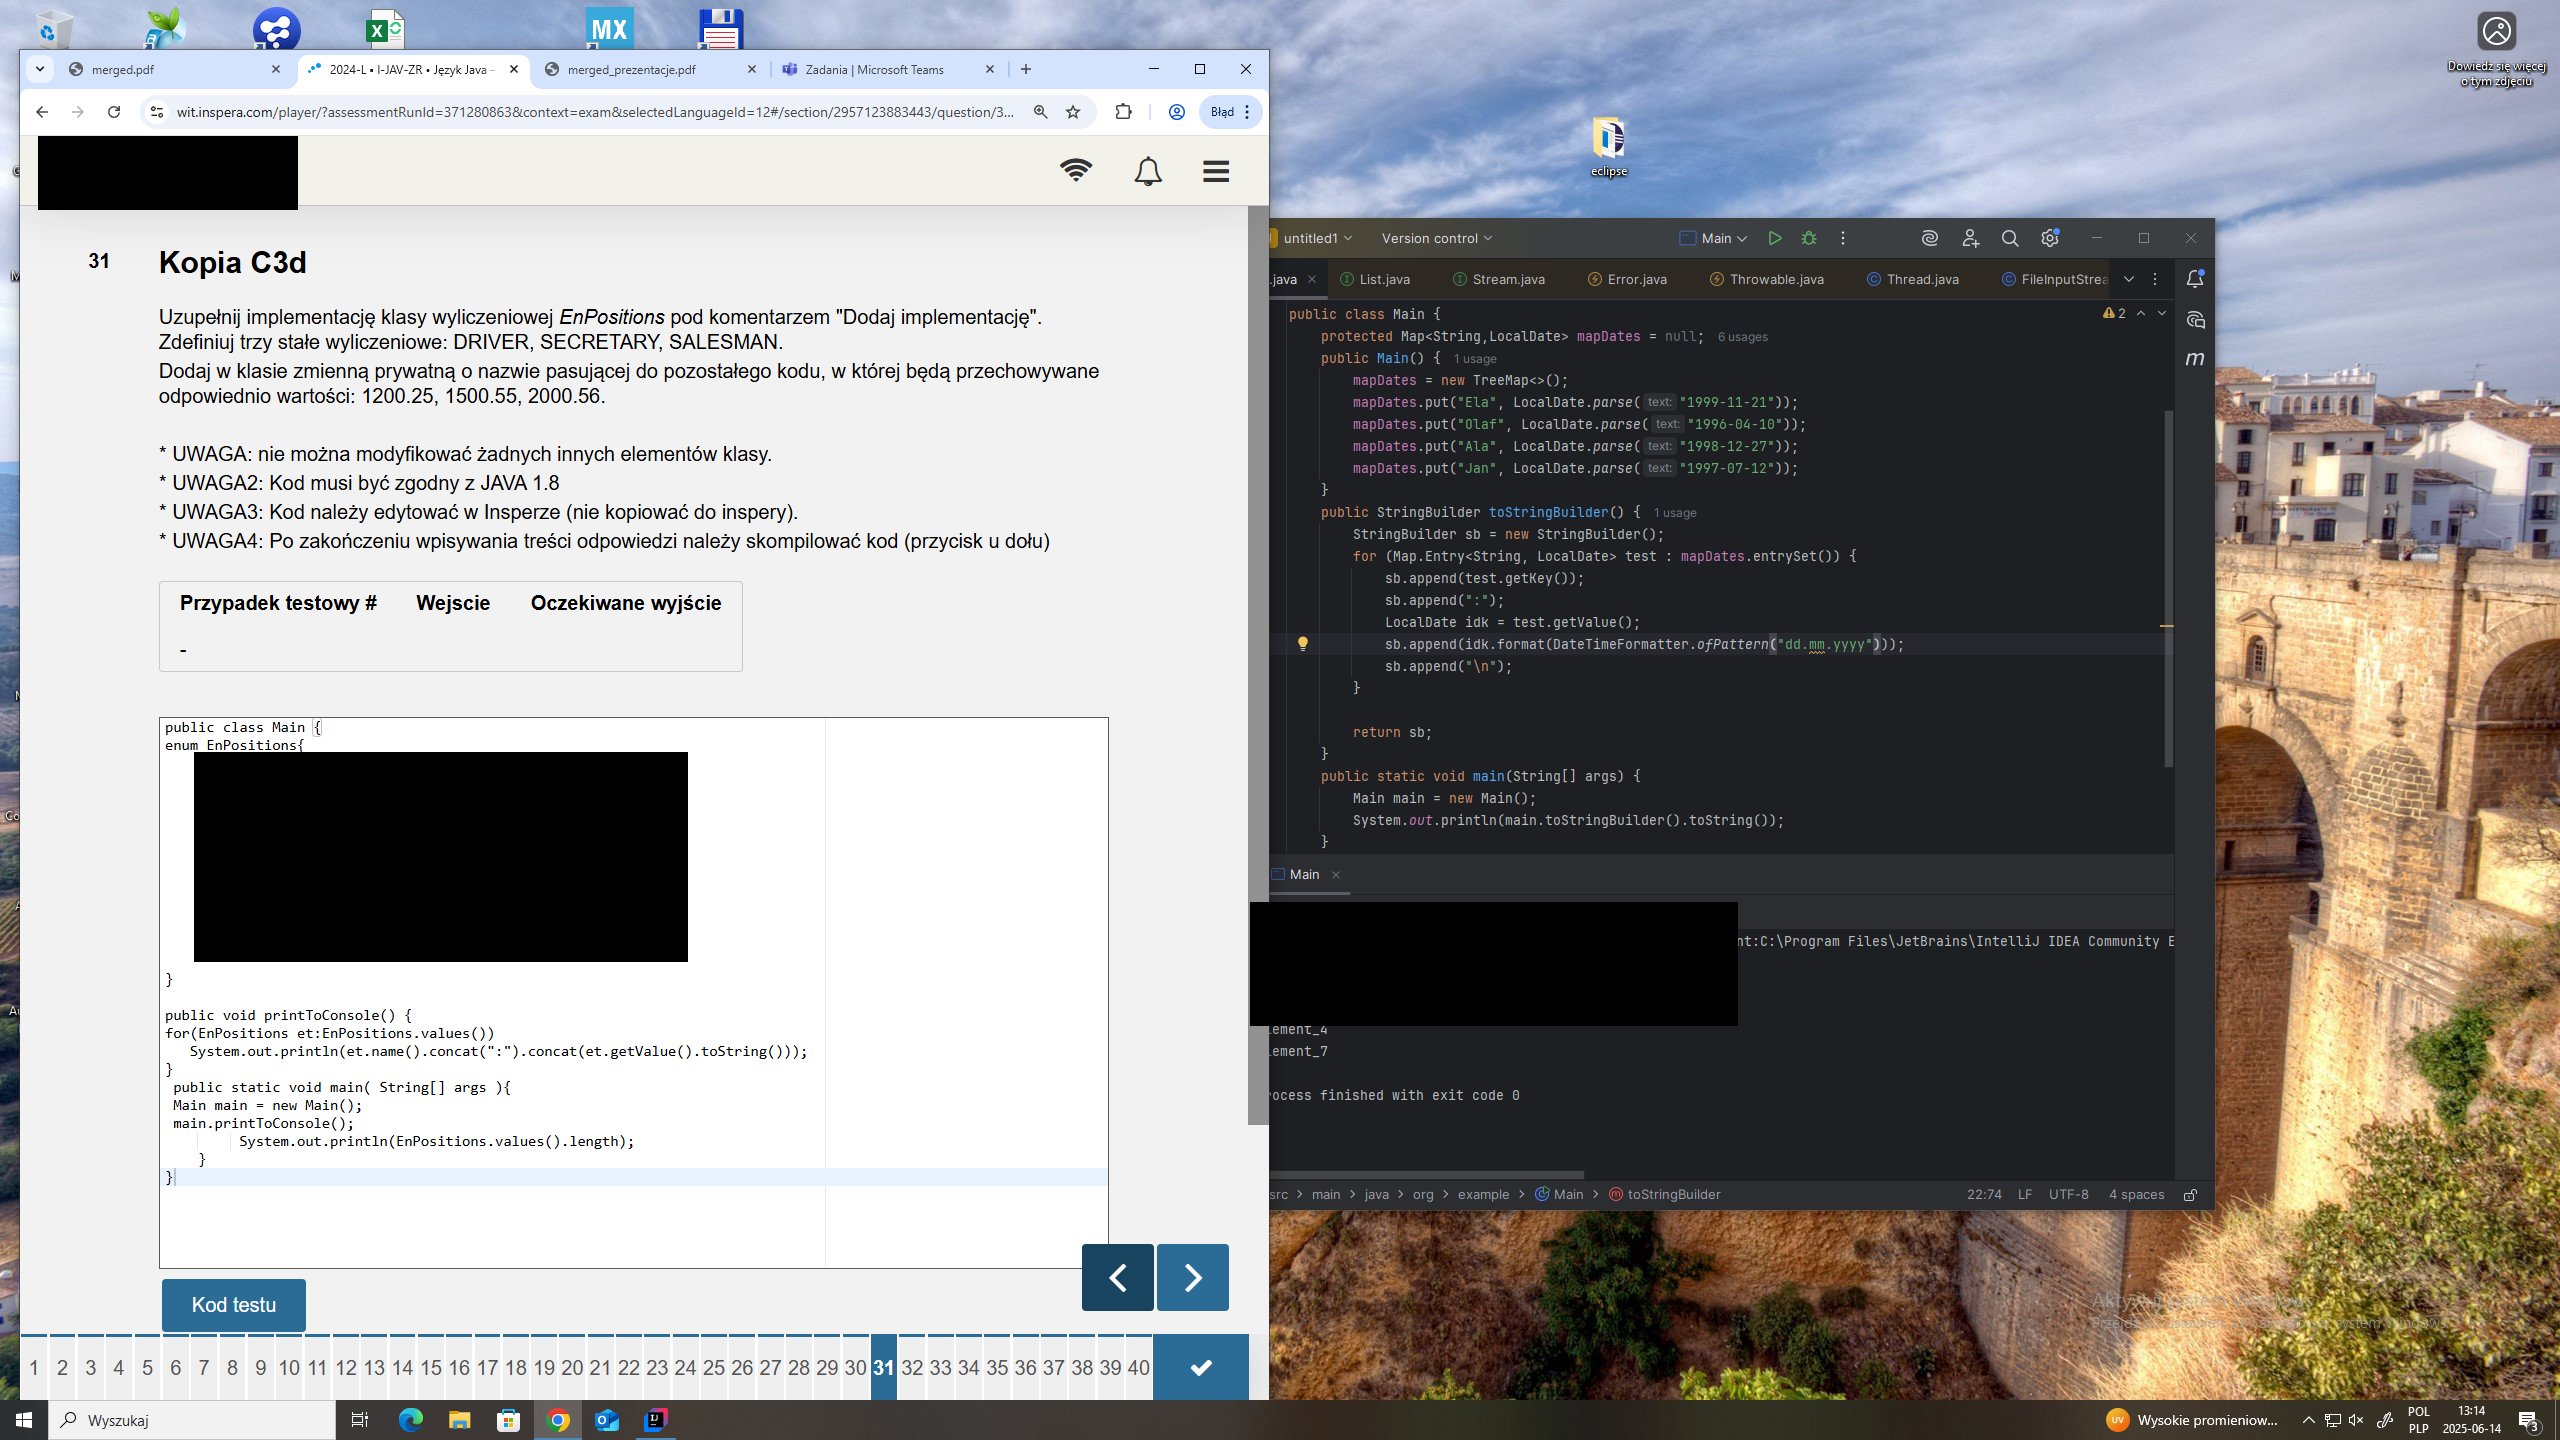 merged.pdf
2024-L • I-JAV-ZR • Język Java –
merged_prezentacje.pdf
Zadania | Microsoft Teams
wit.inspera.com/player/?assessmentRunId=371280863&context=exam&selectedLanguageId=12#/section/2957123883443/question/3...
Błąd
31
Kopia C3d
Uzupełnij implementację klasy wyliczeniowej EnPositions pod komentarzem "Dodaj implementację".
Zdefiniuj trzy stałe wyliczeniowe: DRIVER, SECRETARY, SALESMAN.
Dodaj w klasie zmienną prywatną o nazwie pasującej do pozostałego kodu, w której będą przechowywane
odpowiednio wartości: 1200.25, 1500.55, 2000.56.
* UWAGA: nie można modyfikować żadnych innych elementów klasy.
* UWAGA2: Kod musi być zgodny z JAVA 1.8
* UWAGA3: Kod należy edytować w Insperze (nie kopiować do inspery).
* UWAGA4: Po zakończeniu wpisywania treści odpowiedzi należy skompilować kod (przycisk u dołu)
Przypadek testowy # Wejscie Oczekiwane wyjście
-
public class Main {
enum EnPositions{
}
public void printToConsole() {
for(EnPositions et:EnPositions.values())
System.out.println(et.name().concat(":").concat(et.getValue().toString()));
}
public static void main( String[] args ){
Main main = new Main();
main.printToConsole();
System.out.println(EnPositions.values().length);
}
}
Kod testu
1 2 3 4 5 6 7 8 9 10 11 12 13 14 15 16 17 18 19 20 21 22 23 24 25 26 27 28 29 30 31 32 33 34 35 36 37 38 39 40
Dowiedz się więcej
o tym zdjęciu
MX
eclipse
untitled1
Version control
Main
.java
List.java
Stream.java
Error.java
Throwable.java
Thread.java
FileInputStrea
2
public class Main {
protected Map<String,LocalDate> mapDates = null; 6 usages
public Main() { 1 usage
mapDates = new TreeMap<>();
mapDates.put("Ela", LocalDate.parse( text: "1999-11-21"));
mapDates.put("Olaf", LocalDate.parse( text: "1996-04-10"));
mapDates.put("Ala", LocalDate.parse( text: "1998-12-27"));
mapDates.put("Jan", LocalDate.parse( text: "1997-07-12"));
}
public StringBuilder toStringBuilder() { 1 usage
StringBuilder sb = new StringBuilder();
for (Map.Entry<String, LocalDate> test : mapDates.entrySet()) {
sb.append(test.getKey());
sb.append(":");
LocalDate idk = test.getValue();
sb.append(idk.format(DateTimeFormatter.ofPattern("dd.mm.yyyy")));
sb.append("\n");
}
return sb;
}
public static void main(String[] args) {
Main main = new Main();
System.out.println(main.toStringBuilder().toString());
}
Main
nt:C:\Program Files\JetBrains\IntelliJ IDEA Community E
lement_4
lement_7
rocess finished with exit code 0
src > main > java > org > example > Main > toStringBuilder
22:74 LF UTF-8 4 spaces
Wyszukaj
Wysokie promieniow...
POL
PLP
13:14
2025-06-14
3